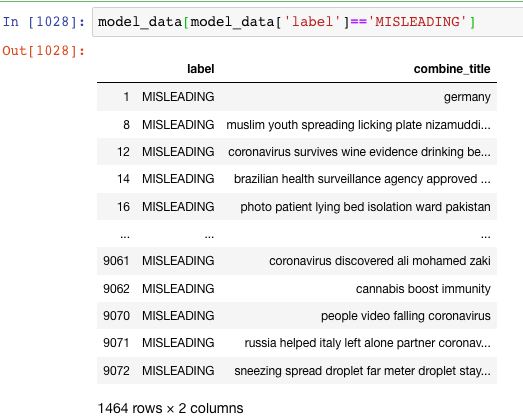 In [1028]: model_data[model_data['label']=='MISLEADING']
Out[1028]:
label combine_title
1 MISLEADING germany
8 MISLEADING muslim youth spreading licking plate nizamuddi...
12 MISLEADING coronavirus survives wine evidence drinking be...
14 MISLEADING brazilian health surveillance agency approved ...
16 MISLEADING photo patient lying bed isolation ward pakistan
... ... ...
9061 MISLEADING coronavirus discovered ali mohamed zaki
9062 MISLEADING cannabis boost immunity
9070 MISLEADING people video falling coronavirus
9071 MISLEADING russia helped italy left alone partner coronav...
9072 MISLEADING sneezing spread droplet far meter droplet stay...
1464 rows × 2 columns